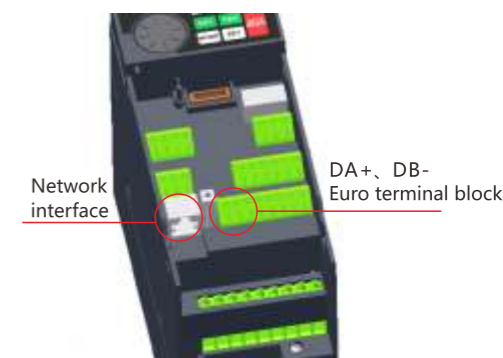 Network
interface
DA+、DB-
Euro terminal block